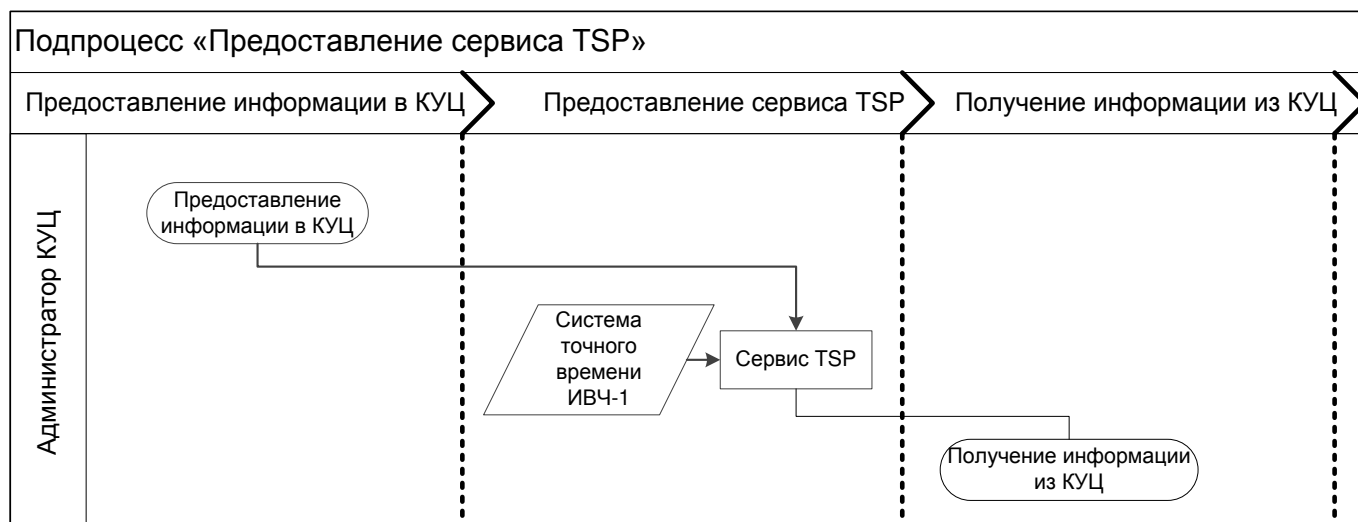 Подпроцесс «Предоставление сервиса TSP»
Предоставление информации в КУЦ
Предоставление сервиса TSP
Получение информации из КУЦ
Администратор КУЦ
Предоставление
информации в КУЦ
Система
точного
времени
ИВЧ-1
Сервис TSP
Получение информации
из КУЦ